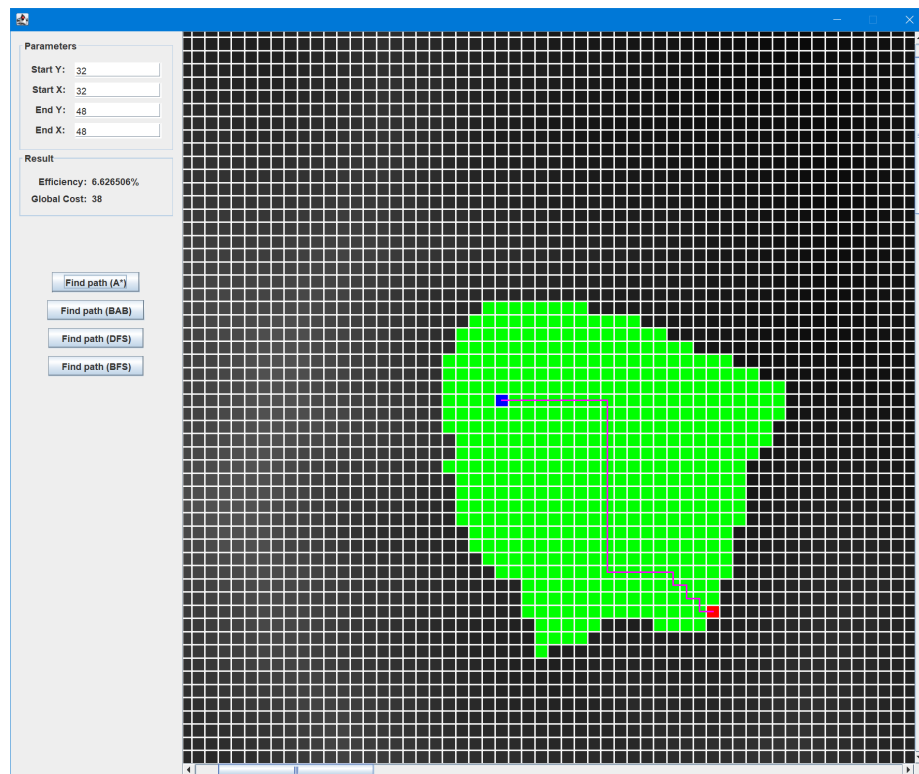 Parameters
Start Y: 32
Start X: 32
End Y: 48
End X: 48
Result
Efficiency: 6.626506%
Global Cost: 38
Find path (A*)
Find path (BAB)
Find path (DFS)
Find path (BFS)